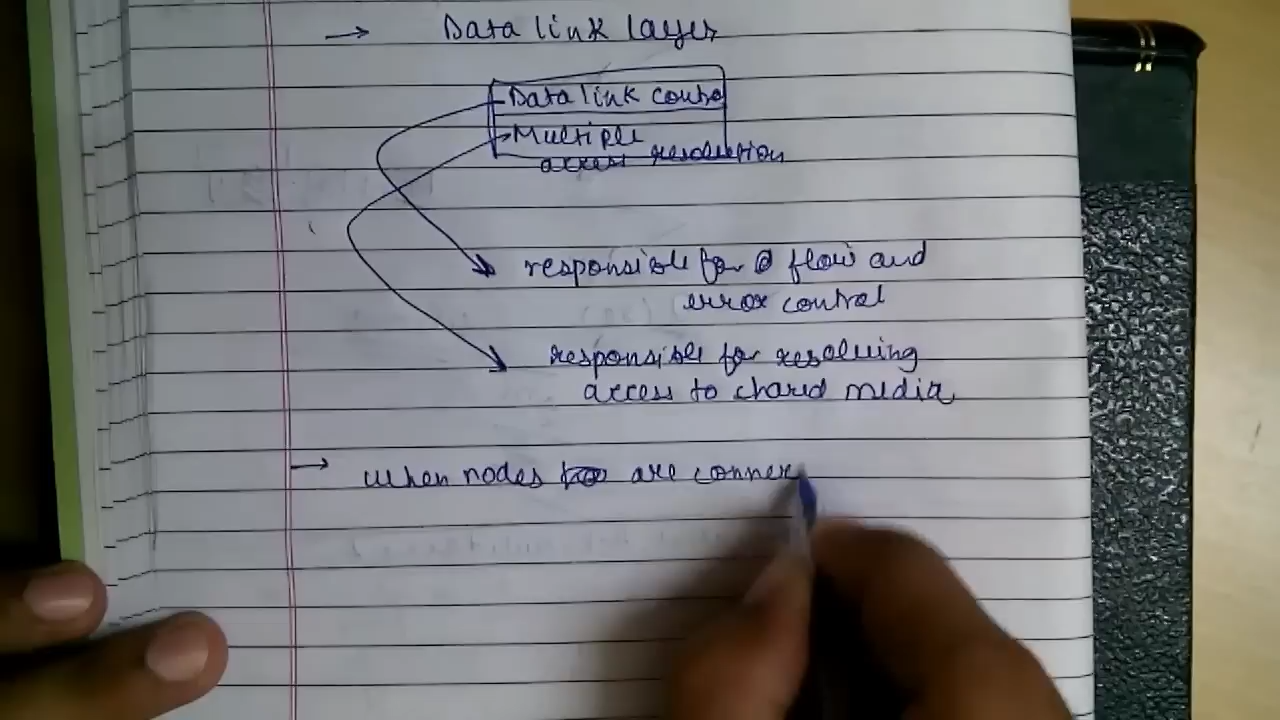 → Data link layer
Data link control
Multiple
access resolution
responsible for flow and
error control
responsible for resolving
access to shared media
→ when nodes are connec